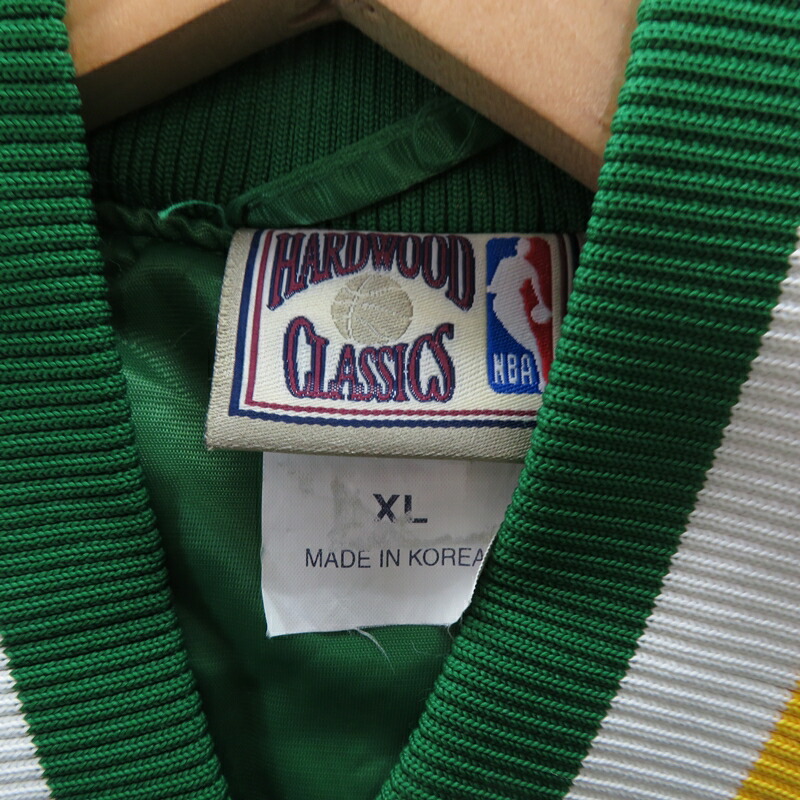 HARDWOOD
CLASSICS
NBA
XL
MADE IN KOREA